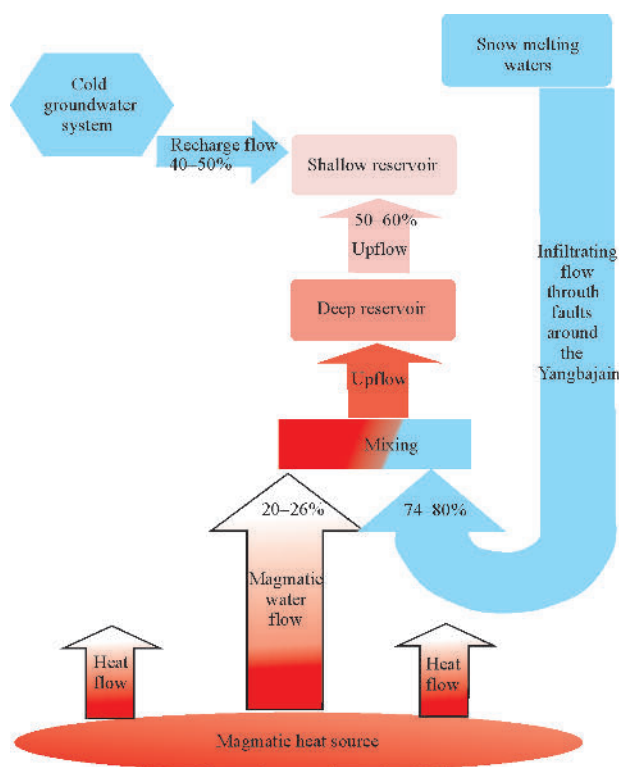 Snow melting
waters
Cold
groundwater
system
Recharge flow
40–50%
Shallow reservoir
50–60%
Upflow
Infiltrating
flow
throuth
faults
around
the
Yangbajain
Deep reservoir
Upflow
Mixing
20–26%
74–80%
Magmatic
water
flow
Heat
flow
Heat
flow
Magmatic heat source